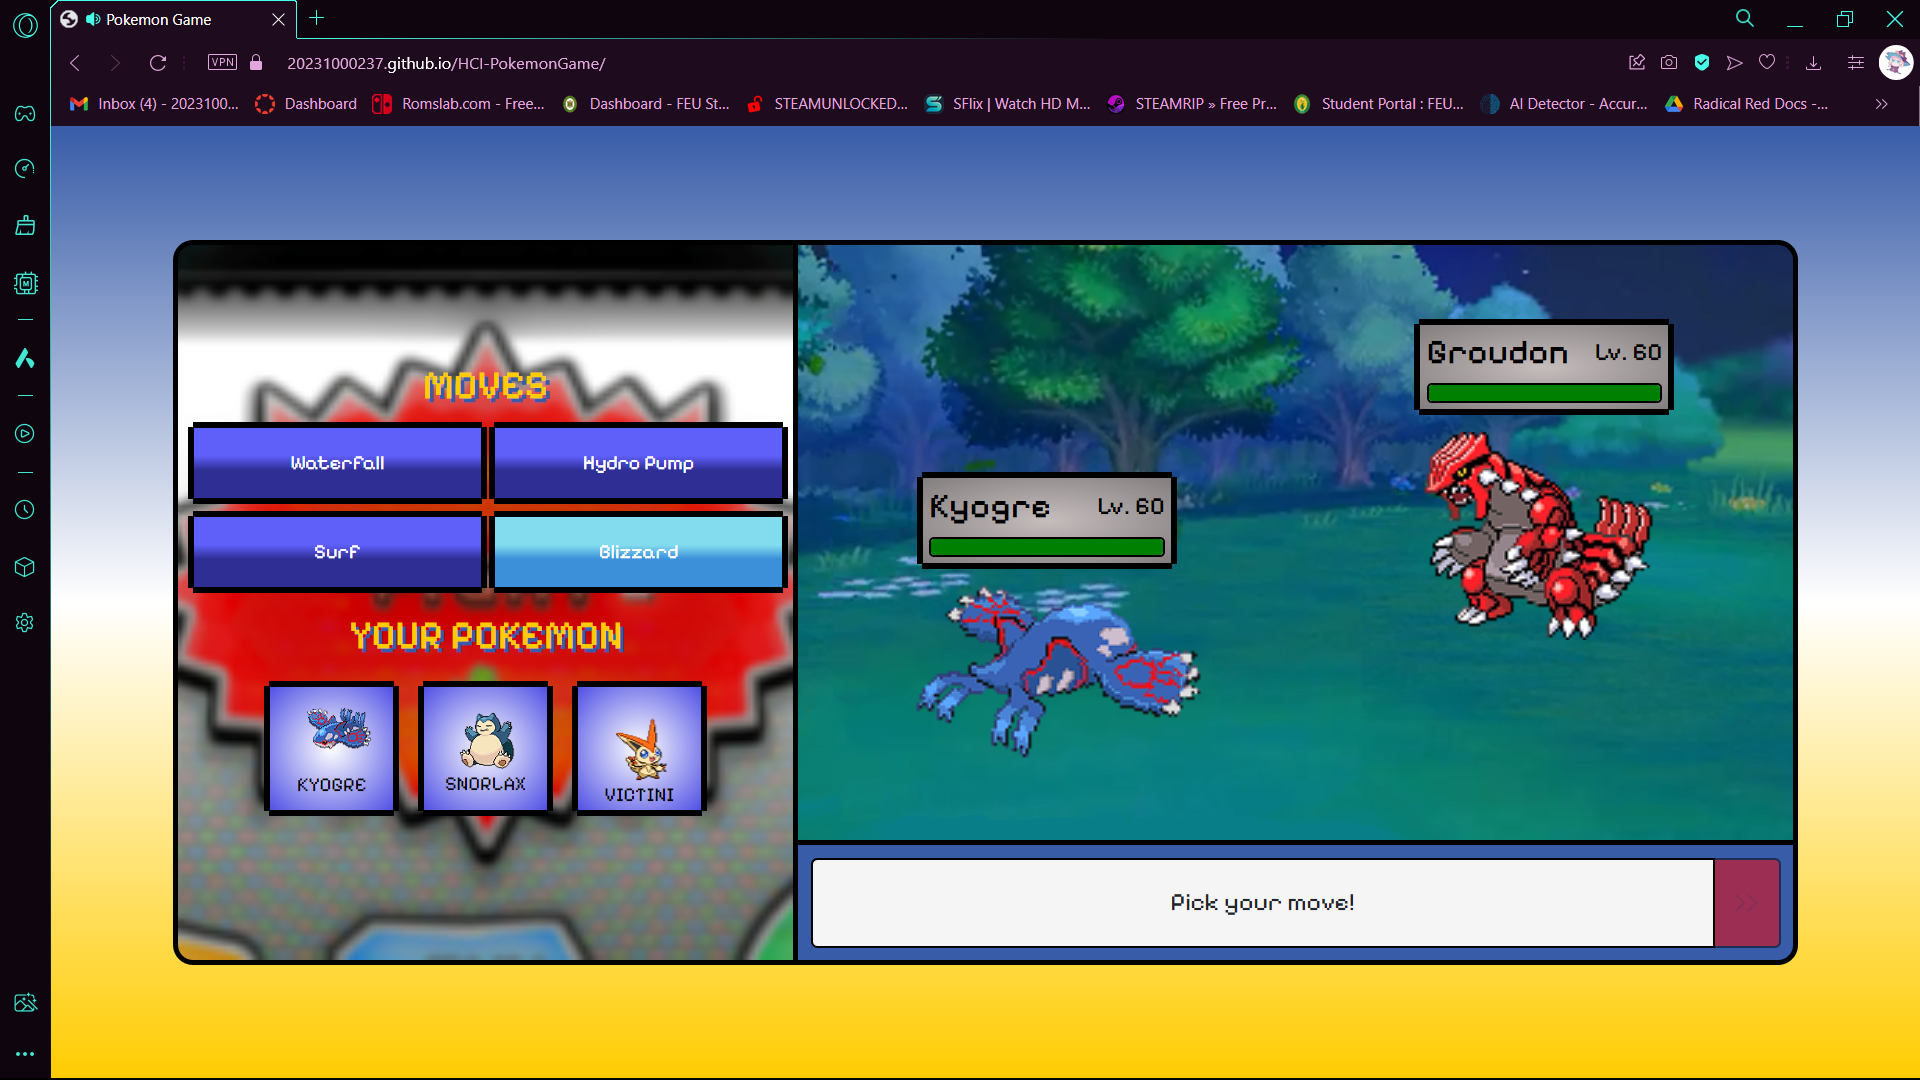 Pokemon Game
VPN
20231000237.github.io/HCI-PokemonGame/
Inbox (4) - 2023100...
Dashboard
Romslab.com - Free...
Dashboard - FEU St...
STEAMUNLOCKED...
SFlix | Watch HD M...
STEAMRIP » Free Pr...
Student Portal : FEU...
AI Detector - Accur...
Radical Red Docs -...
MOVES
Waterfall
Hydro Pump
Surf
Blizzard
YOUR POKEMON
KYOGRE
SNORLAX
VICTINI
Groudon Lv. 60
Kyogre Lv. 60
Pick your move!
>>